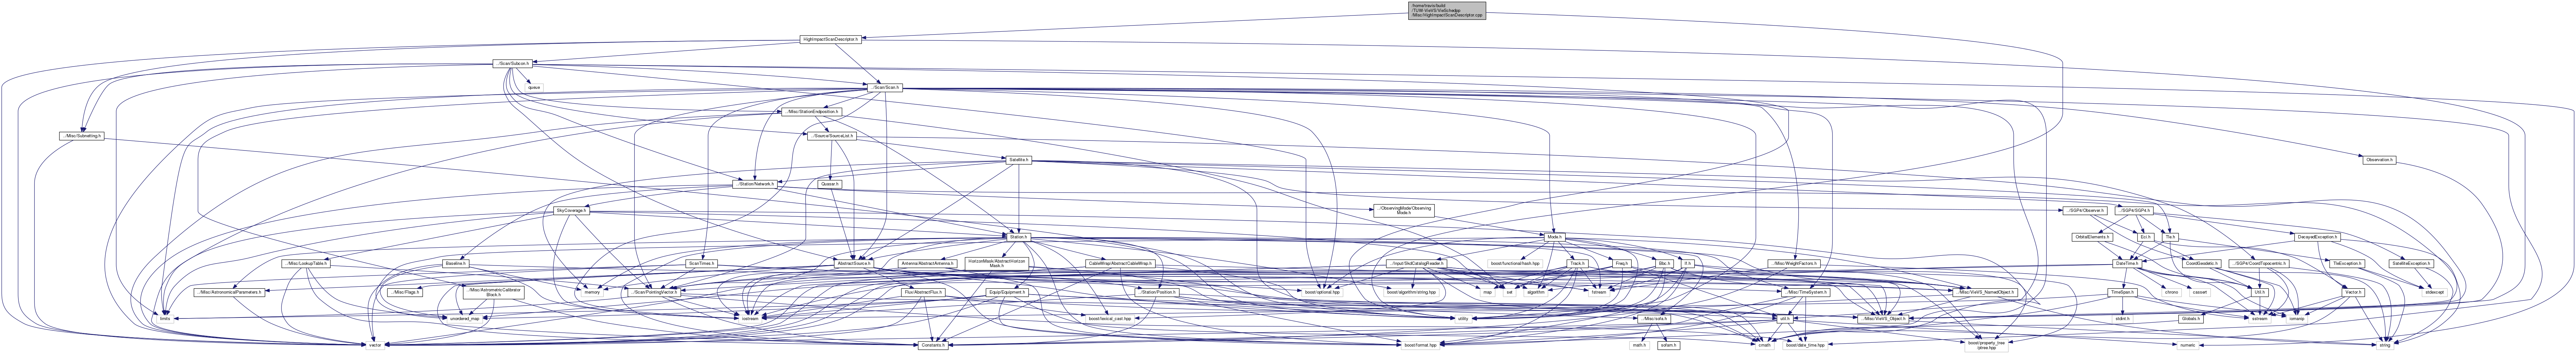 /home/travis/build
/TUW-VieVS/VieSchedpp
/Misc/HighImpactScanDescriptor.cpp
HighImpactScanDescriptor.h
../Scan/Subcon.h
queue
../Scan/Scan.h
../Misc/StationEndposition.h
../Misc/Subnetting.h
../Source/SourceList.h
Observation.h
Satellite.h
../Station/Network.h
Quasar.h
SkyCoverage.h
../ObservingMode/Observing
Mode.h
../SGP4/Observer.h
../SGP4/SGP4.h
Station.h
Mode.h
OrbitalElements.h
Eci.h
Tle.h
DecayedException.h
../Misc/LookupTable.h
Baseline.h
ScanTimes.h
AbstractSource.h
Antenna/AbstractAntenna.h
HorizonMask/AbstractHorizon
Mask.h
CableWrap/AbstractCableWrap.h
../Input/SkdCatalogReader.h
boost/functional/hash.hpp
Track.h
Freq.h
Bbc.h
If.h
../Misc/WeightFactors.h
DateTime.h
CoordGeodetic.h
../SGP4/CoordTopocentric.h
TleException.h
SatelliteException.h
../Misc/AstronomicalParameters.h
../Misc/Flags.h
../Misc/AstrometricCalibrator
Block.h
memory
../Scan/PointingVector.h
Flux/AbstractFlux.h
Equip/Equipment.h
../Station/Position.h
boost/optional.hpp
boost/algorithm/string.hpp
map
set
algorithm
fstream
../Misc/TimeSystem.h
../Misc/VieVS_NamedObject.h
TimeSpan.h
chrono
cassert
Util.h
Vector.h
stdexcept
limits
unordered_map
iostream
boost/lexical_cast.hpp
utility
../Misc/sofa.h
util.h
../Misc/VieVS_Object.h
stdint.h
Globals.h
sstream
iomanip
vector
Constants.h
boost/format.hpp
math.h
sofam.h
cmath
boost/date_time.hpp
boost/property_tree
/ptree.hpp
numeric
string